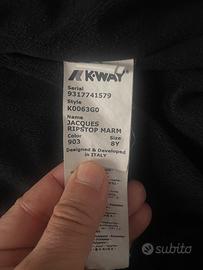 K-WAY
Serial
9317741579
Style
K0063G0
Name
JACQUES
RIPSTOP MARM
Color Size
903 8Y
Designed & Developed
in ITALY
subito